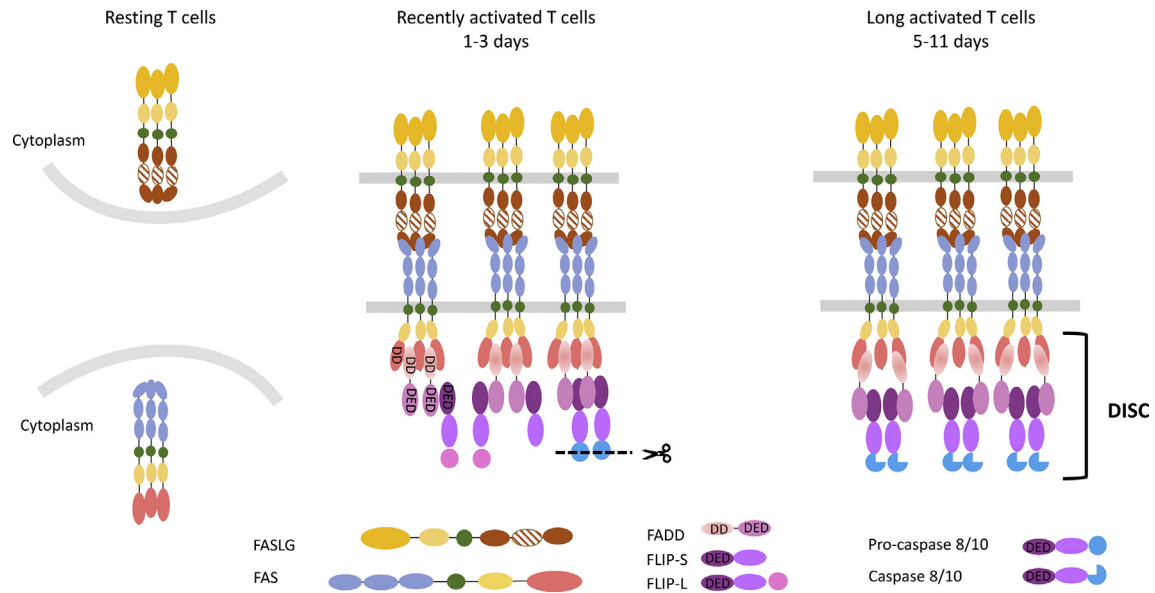 Resting T cells
Recently activated T cells
1-3 days
Long activated T cells
5-11 days
Cytoplasm
Cytoplasm
DD
DD
DD
DED
DED
DED
DISC
FASLG
FAS
FADD
DD
DED
FLIP-S
DED
FLIP-L
DED
Pro-caspase 8/10
DED
Caspase 8/10
DED